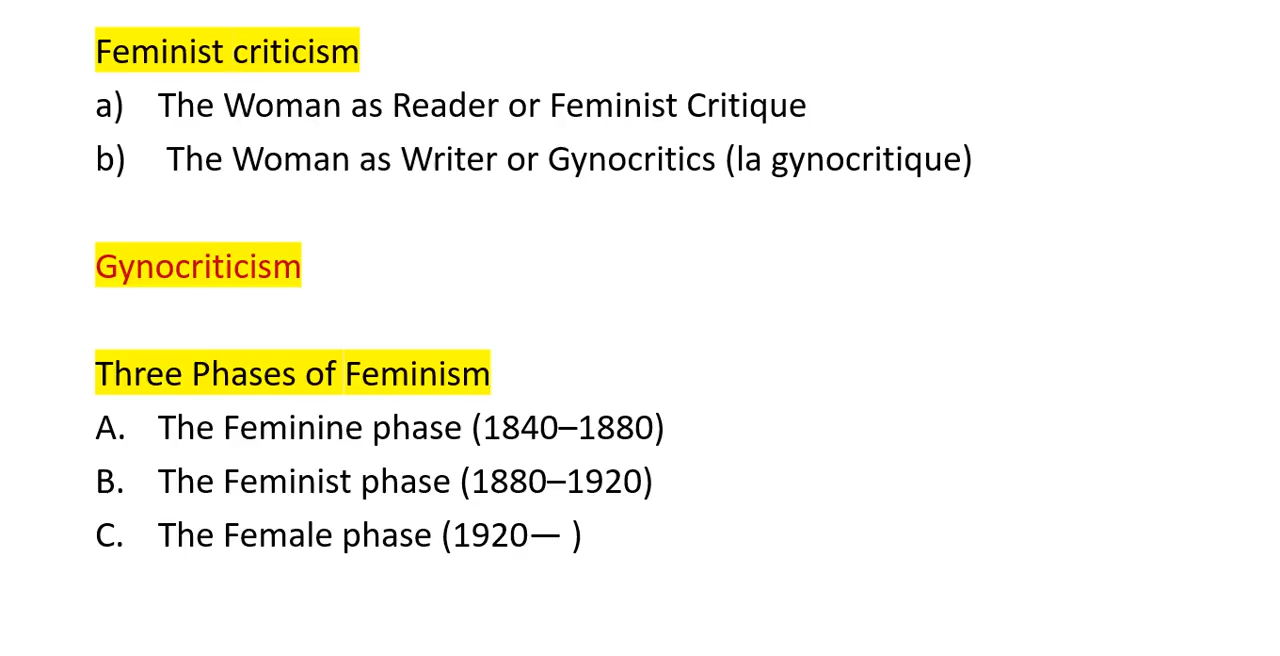 Feminist criticism
a) The Woman as Reader or Feminist Critique
b) The Woman as Writer or Gynocritics (la gynocritique)
Gynocriticism
Three Phases of Feminism
A. The Feminine phase (1840–1880)
B. The Feminist phase (1880–1920)
C. The Female phase (1920— )